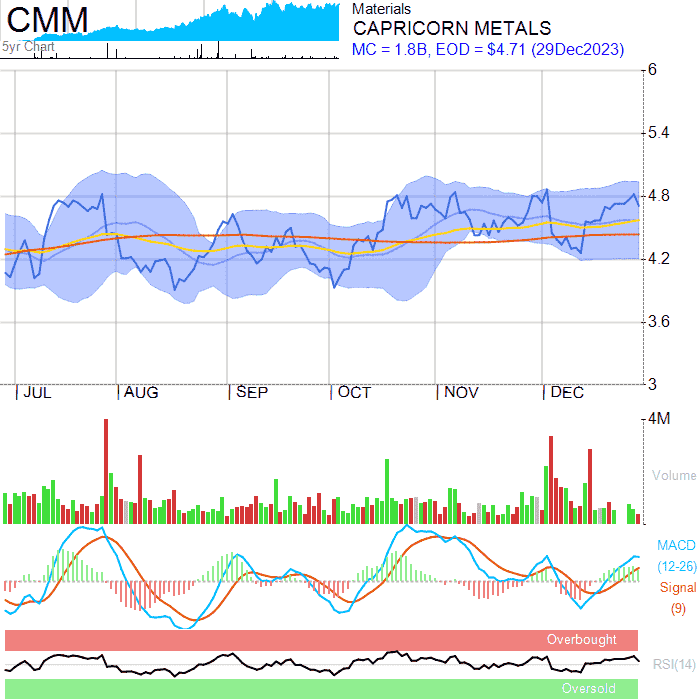 CMM
5yr Chart
Materials
CAPRICORN METALS
MC = 1.8B, EOD = $4.71 (29Dec2023)
6
5.4
4.8
4.2
3.6
3
JUL AUG SEP OCT NOV DEC
4M
Volume
MACD
(12-26)
Signal
(9)
Overbought
RSI(14)
Oversold